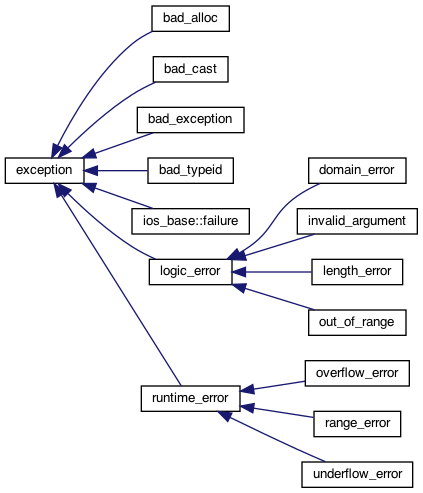 bad_alloc
bad_cast
bad_exception
exception
bad_typeid
domain_error
ios_base::failure
invalid_argument
logic_error
length_error
out_of_range
overflow_error
runtime_error
range_error
underflow_error